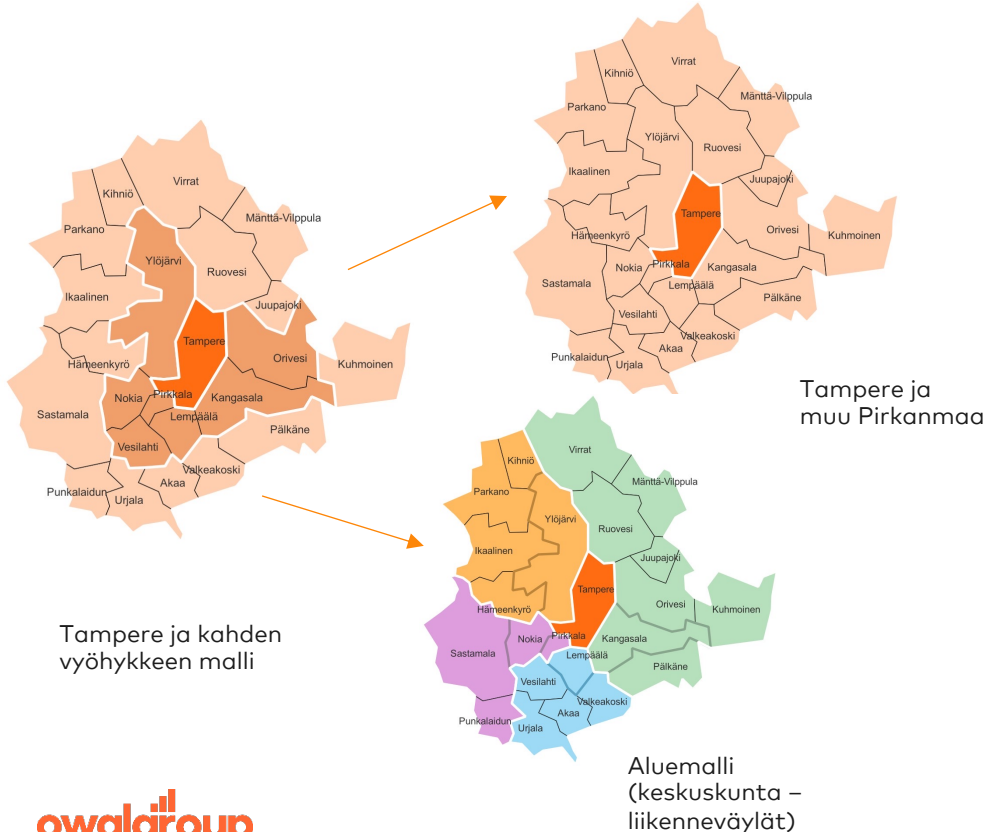 Virrat
Kihniö
Mänttä-Vilppula
Parkano
Ylöjärvi
Ruovesi
Ikaalinen
Juupajoki
Tampere
Hämeenkyrö
Orivesi
Kuhmoinen
Nokia
Pirkkala
Kangasala
Sastamala
Lempäälä
Pälkäne
Vesilahti
Valkeakoski
Akaa
Punkalaidun
Urjala
Tampere ja
muu Pirkanmaa
Virrat
Kihniö
Mänttä-Vilppula
Parkano
Ylöjärvi
Ruovesi
Ikaalinen
Juupajoki
Tampere
Hämeenkyrö
Orivesi
Kuhmoinen
Nokia
Pirkkala
Kangasala
Sastamala
Lempäälä
Pälkäne
Vesilahti
Valkeakoski
Akaa
Punkalaidun
Urjala
Tampere ja kahden
vyöhykkeen malli
Virrat
Kihniö
Mänttä-Vilppula
Parkano
Ylöjärvi
Ruovesi
Ikaalinen
Juupajoki
Tampere
Hämeenkyrö
Orivesi
Kuhmoinen
Nokia
Pirkkala
Kangasala
Sastamala
Lempäälä
Pälkäne
Vesilahti
Valkeakoski
Akaa
Punkalaidun
Urjala
Aluemalli
(keskuskunta –
liikenneväylät)
owalgroup